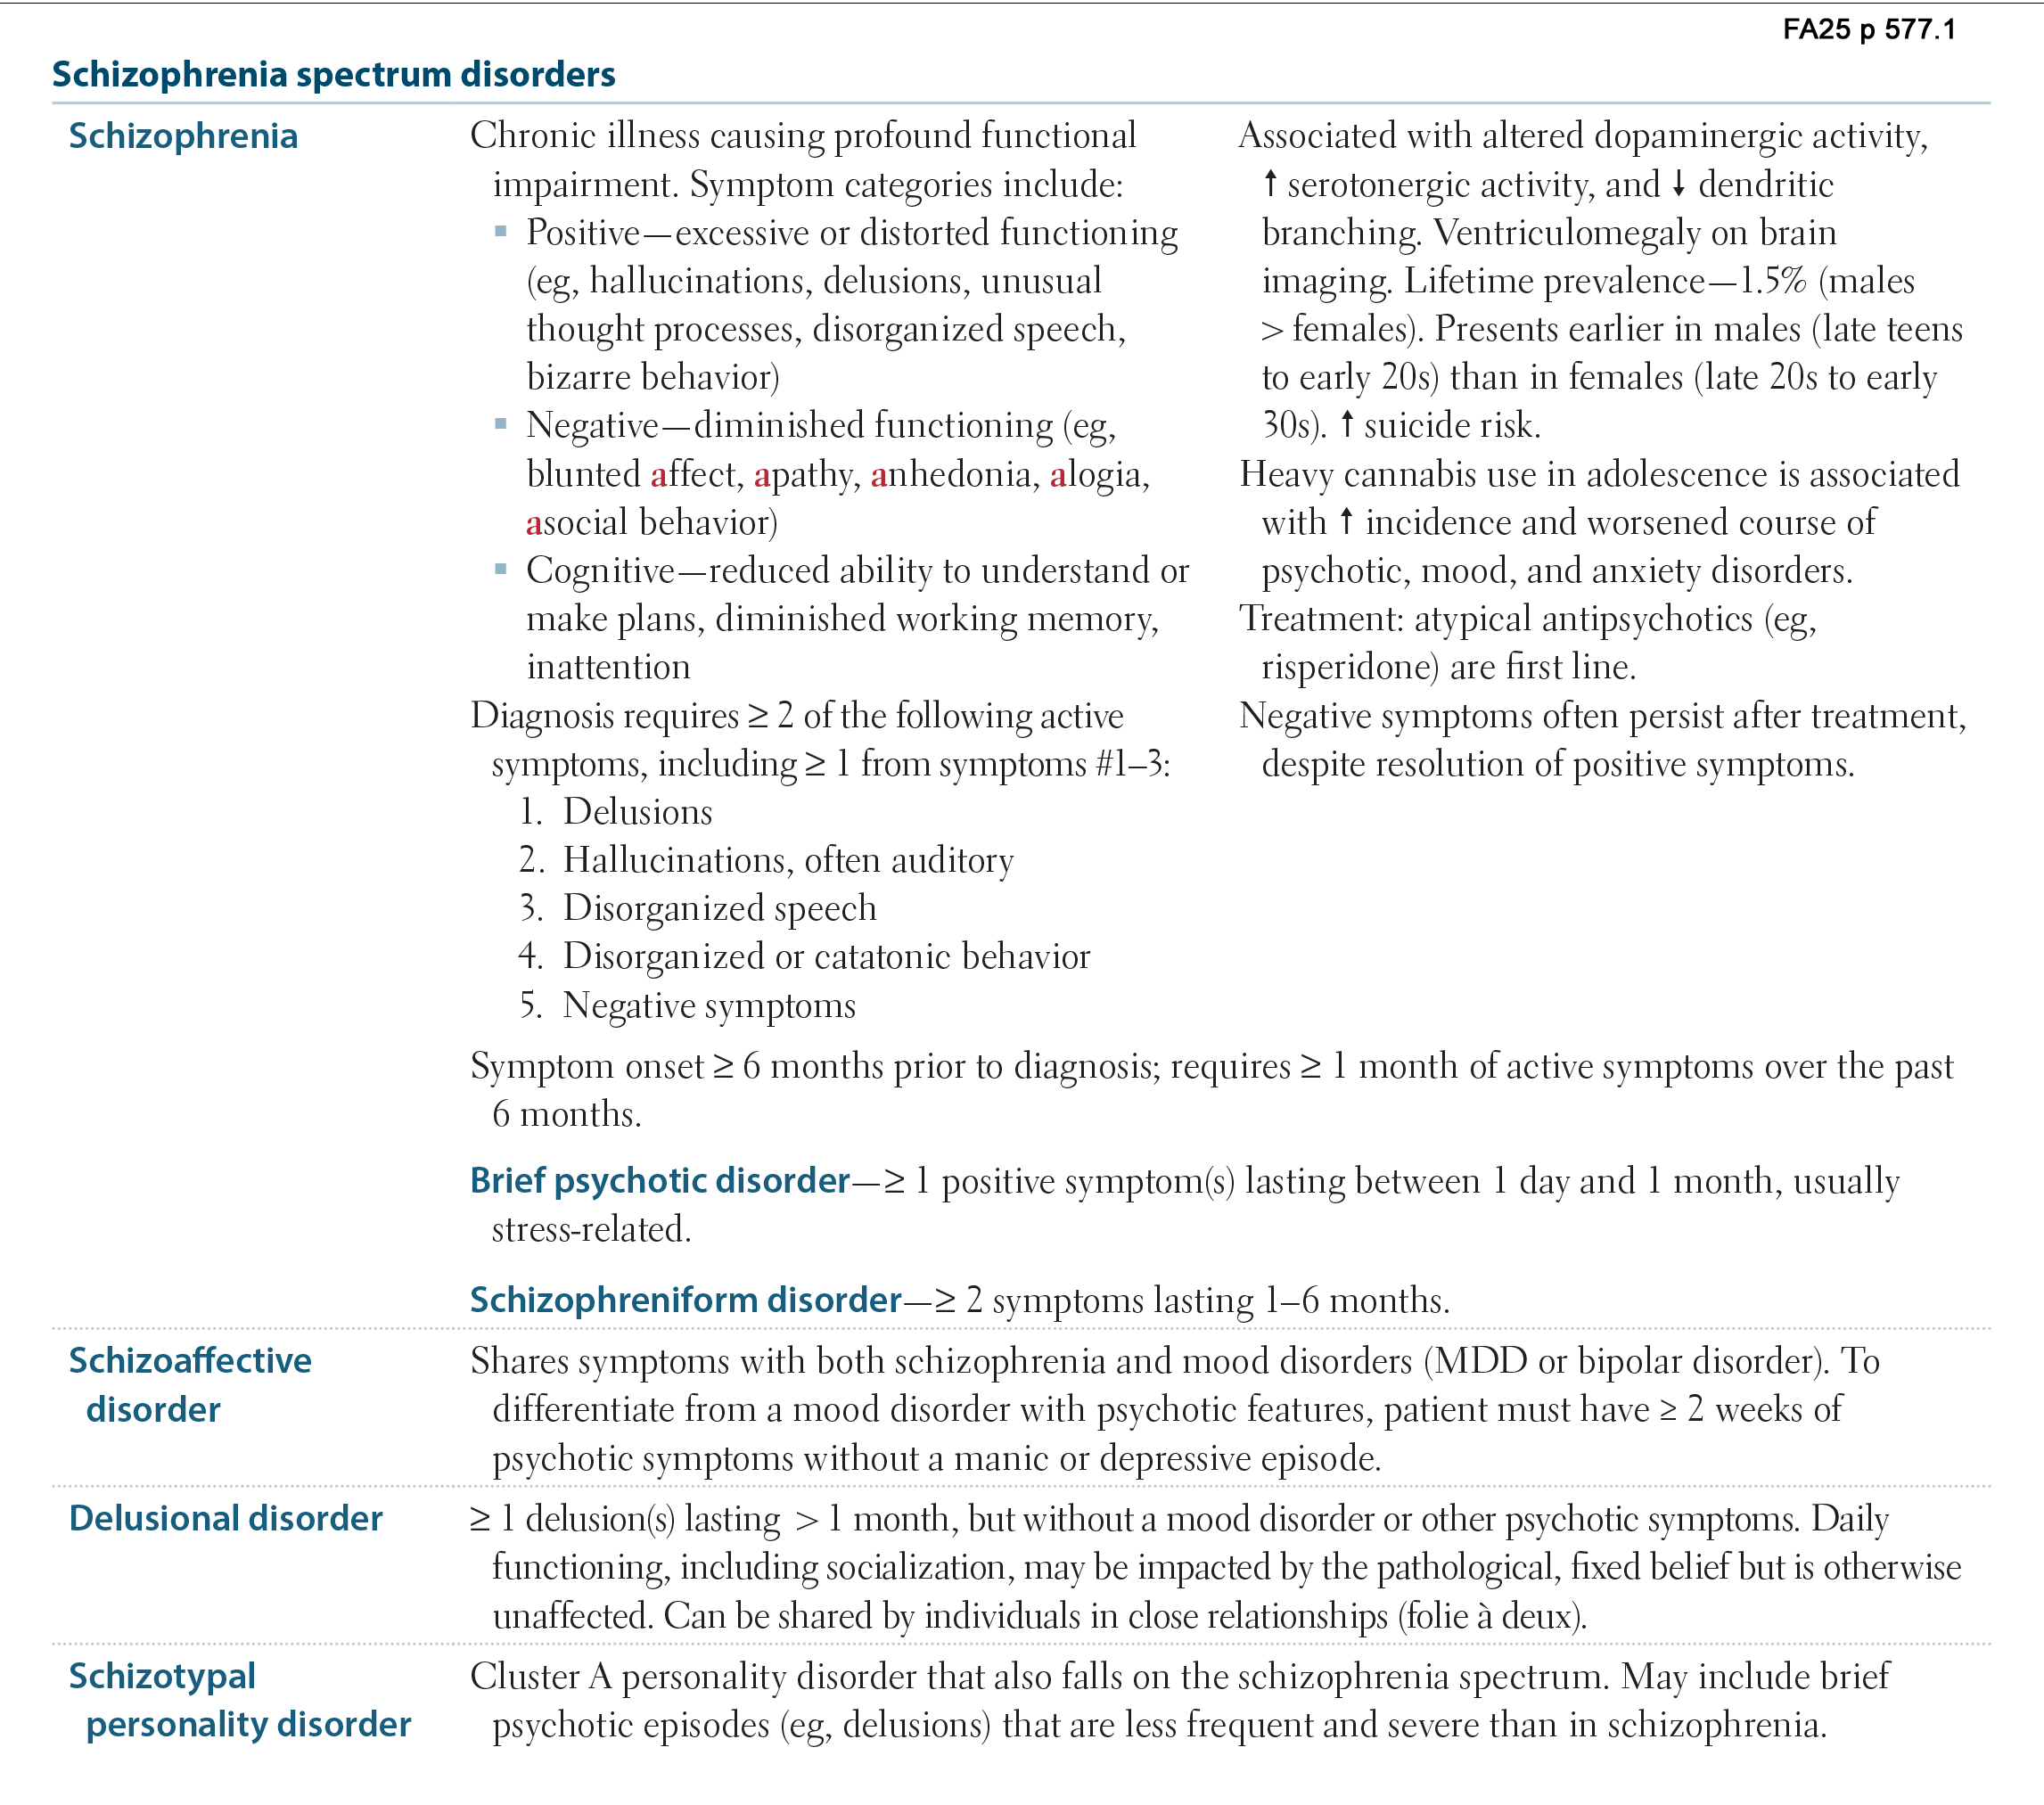 FA25 p 577.1
Schizophrenia spectrum disorders
Schizophrenia
Chronic illness causing profound functional
impairment. Symptom categories include:
▪ Positive—excessive or distorted functioning
(eg, hallucinations, delusions, unusual
thought processes, disorganized speech,
bizarre behavior)
▪ Negative—diminished functioning (eg,
blunted affect, apathy, anhedonia, alogia,
asocial behavior)
▪ Cognitive—reduced ability to understand or
make plans, diminished working memory,
inattention
Diagnosis requires ≥ 2 of the following active
symptoms, including ≥ 1 from symptoms #1–3:
1. Delusions
2. Hallucinations, often auditory
3. Disorganized speech
4. Disorganized or catatonic behavior
5. Negative symptoms
Associated with altered dopaminergic activity,
↑ serotonergic activity, and ↓ dendritic
branching. Ventriculomegaly on brain
imaging. Lifetime prevalence—1.5% (males
> females). Presents earlier in males (late teens
to early 20s) than in females (late 20s to early
30s). ↑ suicide risk.
Heavy cannabis use in adolescence is associated
with ↑ incidence and worsened course of
psychotic, mood, and anxiety disorders.
Treatment: atypical antipsychotics (eg,
risperidone) are first line.
Negative symptoms often persist after treatment,
despite resolution of positive symptoms.
Symptom onset ≥ 6 months prior to diagnosis; requires ≥ 1 month of active symptoms over the past
6 months.
Brief psychotic disorder—≥ 1 positive symptom(s) lasting between 1 day and 1 month, usually
stress-related.
Schizophreniform disorder—≥ 2 symptoms lasting 1–6 months.
Schizoaffective
disorder
Shares symptoms with both schizophrenia and mood disorders (MDD or bipolar disorder). To
differentiate from a mood disorder with psychotic features, patient must have ≥ 2 weeks of
psychotic symptoms without a manic or depressive episode.
Delusional disorder
≥ 1 delusion(s) lasting > 1 month, but without a mood disorder or other psychotic symptoms. Daily
functioning, including socialization, may be impacted by the pathological, fixed belief but is otherwise
unaffected. Can be shared by individuals in close relationships (folie à deux).
Schizotypal
personality disorder
Cluster A personality disorder that also falls on the schizophrenia spectrum. May include brief
psychotic episodes (eg, delusions) that are less frequent and severe than in schizophrenia.